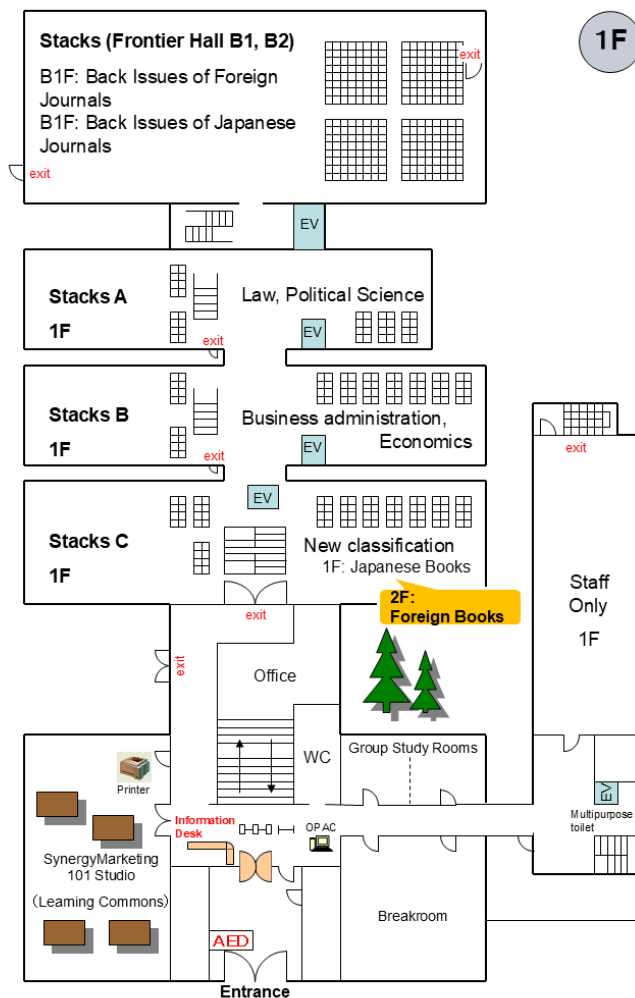 1F
Stacks (Frontier Hall B1, B2)
B1F: Back Issues of Foreign
Journals
B1F: Back Issues of Japanese
Journals
exit
exit
EV
Stacks A
1F
Law, Political Science
exit
EV
Stacks B
1F
Business administration,
Economics
exit
EV
exit
EV
Stacks C
1F
New classification
1F: Japanese Books
2F:
Foreign Books
Staff
Only
1F
exit
exit
Office
WC
Group Study Rooms
Printer
Information
Desk
OPAC
EV
Multipurpose
toilet
SynergyMarketing
101 Studio
(Learning Commons)
Breakroom
AED
Entrance